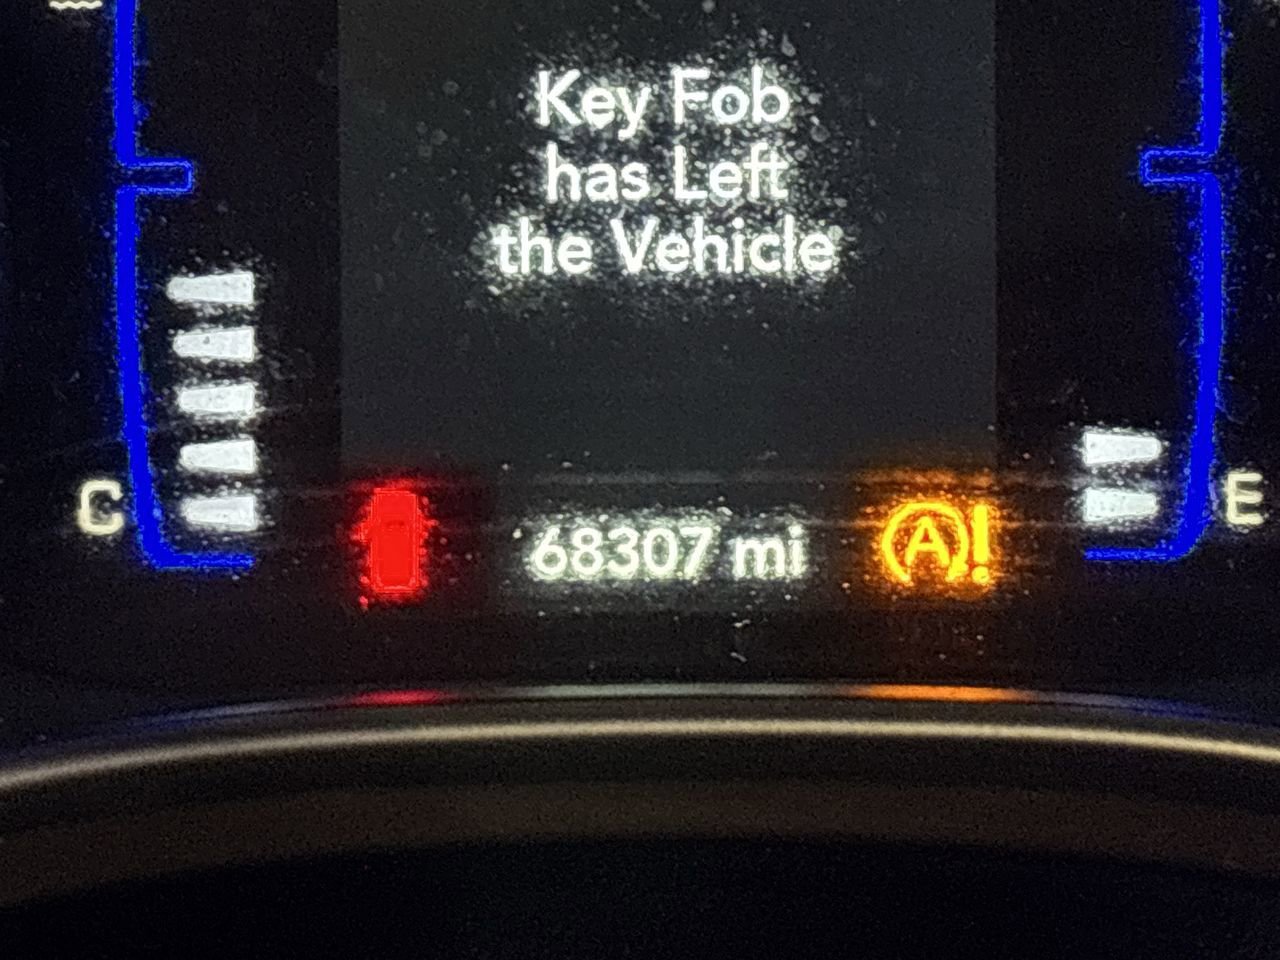 Key Fob
has Left
the Vehicle
C
E
68307 mi
A!